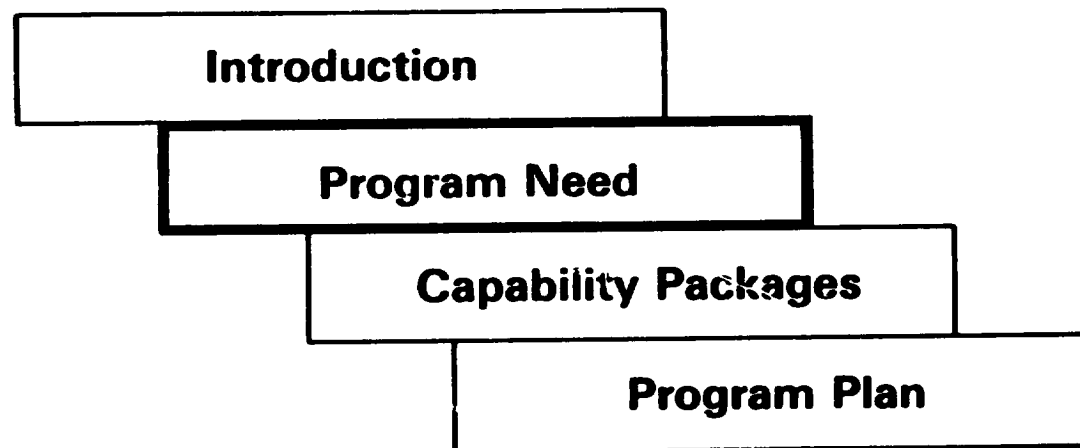 Introduction
Program Need
Capability Packages
Program Plan